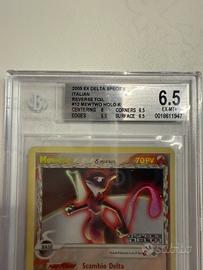 2005 EX DELTA SPECIES
ITALIAN
REVERSE FOIL
#12 MEWTWO HOLO R
CENTERING 8 CORNERS 6.5
EDGES 6.5 SURFACE 6.5
6.5
EX-MT+
0018611947
Mewtwo
70 PV
Scambio Delta
subito